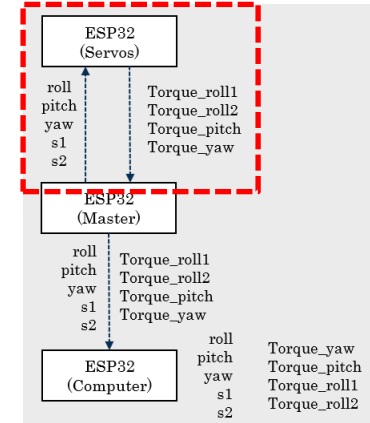 ESP32
(Servos)
roll
pitch
yaw
s1
s2
Torque_roll1
Torque_roll2
Torque_pitch
Torque_yaw
ESP32
(Master)
roll
pitch
yaw
s1
s2
Torque_roll1
Torque_roll2
Torque_pitch
Torque_yaw
ESP32
(Computer)
roll
pitch
yaw
s1
s2
Torque_yaw
Torque_pitch
Torque_roll1
Torque_roll2